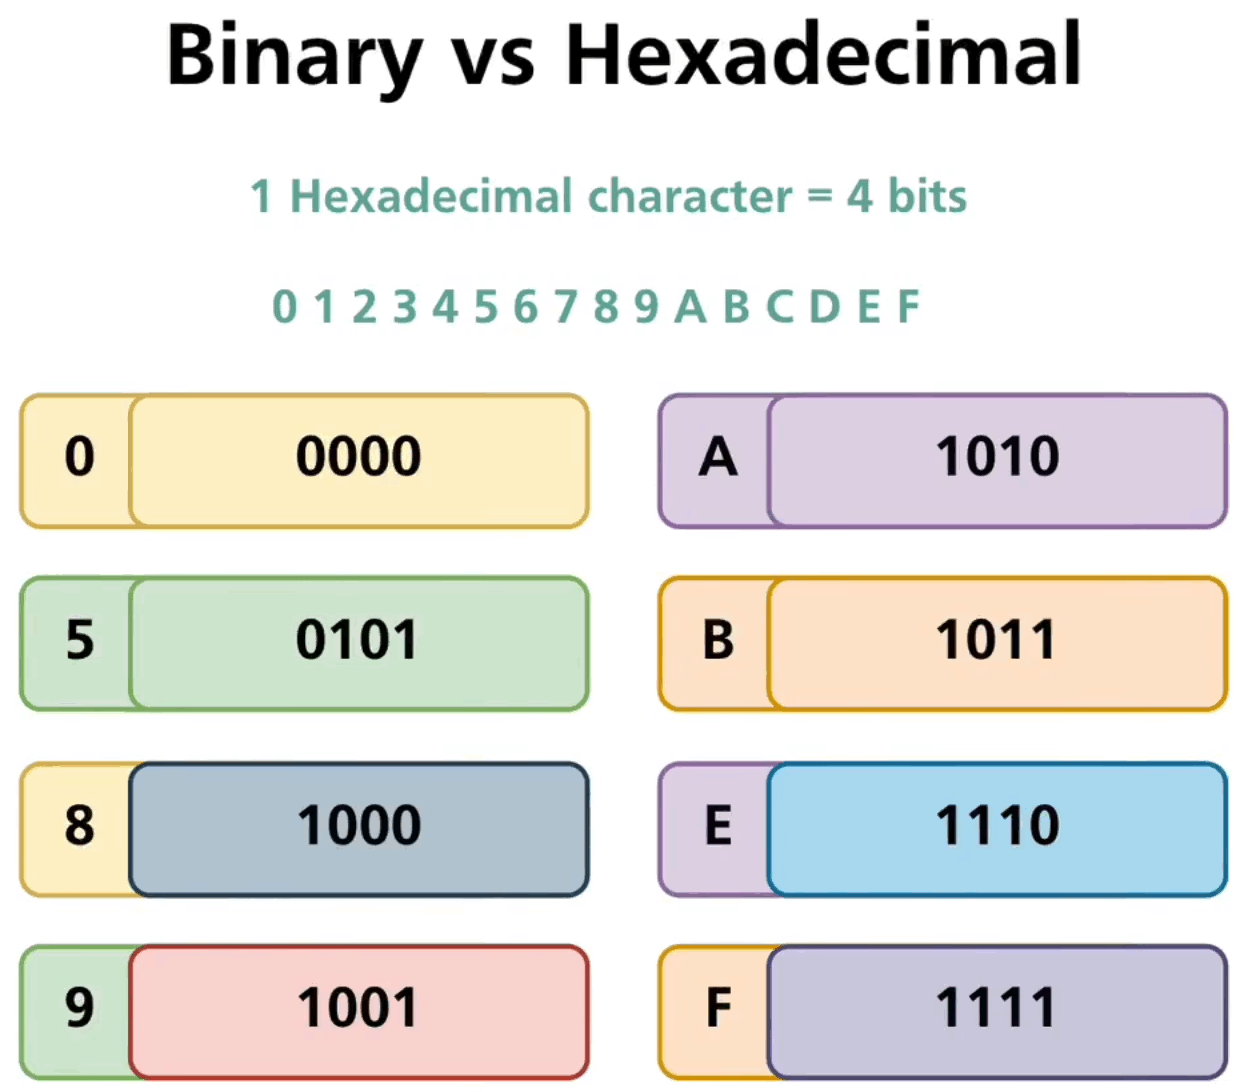 Binary vs Hexadecimal
1 Hexadecimal character = 4 bits
0 1 2 3 4 5 6 7 8 9 A B C D E F
0 0000
A 1010
5 0101
B 1011
8 1000
E 1110
9 1001
F 1111